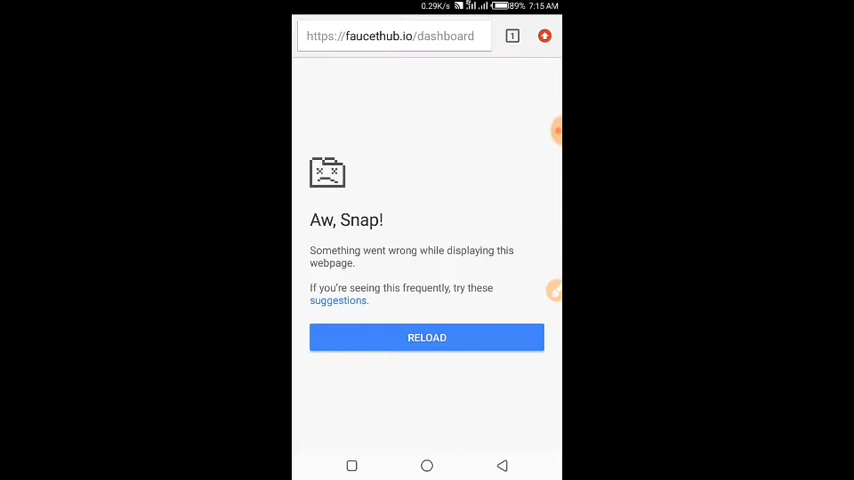 0.29K/s 89% 7:15 AM
https://faucethub.io/dashboard 1
Aw, Snap!
Something went wrong while displaying this
webpage.
If you're seeing this frequently, try these
suggestions.
RELOAD